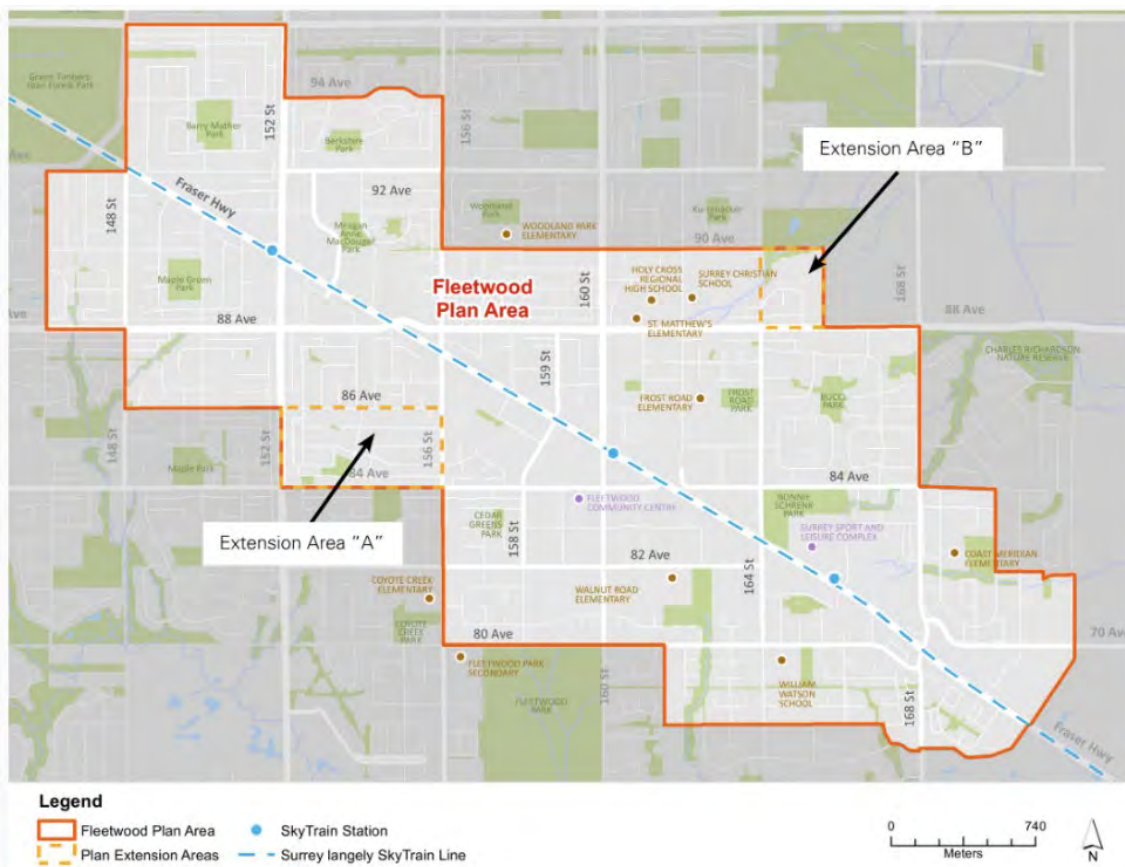 Green Timbers
Urban Forest Park
94 Ave
Barry Mather
Park
152 St
Berkshire
Park
156 St
Extension Area "B"
Fraser Hwy
92 Ave
148 St
Meagan
Anne
MacDougall
Park
Woodland
Park
WOODLAND PARK
ELEMENTARY
90 Ave
Maple Green
Park
Fleetwood
Plan Area
160 St
HOLY CROSS
REGIONAL
HIGH SCHOOL
SURREY CHRISTIAN
SCHOOL
168 St
88 Ave
ST. MATTHEW'S
ELEMENTARY
88 Ave
159 St
CHARLES RICHARDSON
NATURE RESERVE
86 Ave
FROST ROAD
ELEMENTARY
FROST
ROAD
PARK
BUCCI
PARK
148 St
152 St
156 St
Maple Park
84 Ave
84 Ave
Extension Area "A"
CEDAR
GREENS
PARK
158 St
FLEETWOOD
COMMUNITY CENTRE
BONNIE
SCHRENK
PARK
SURREY SPORT AND
LEISURE COMPLEX
82 Ave
164 St
COAST MERIDIAN
ELEMENTARY
COYOTE CREEK
ELEMENTARY
WALNUT ROAD
ELEMENTARY
COYOTE
CREEK
PARK
80 Ave
70 Ave
FLEETWOOD PARK
SECONDARY
FLEETWOOD
PARK
160 St
WILLIAM
WATSON
SCHOOL
168 St
Fraser Hwy
Legend
Fleetwood Plan Area
SkyTrain Station
Plan Extension Areas
Surrey langely SkyTrain Line
0 740
Meters
N